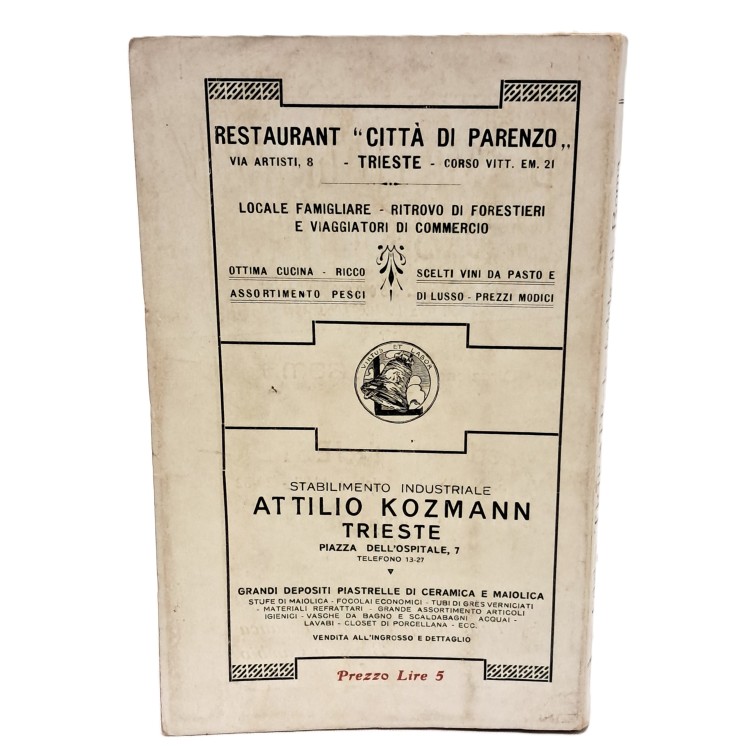 RESTAURANT “CITTÀ DI PARENZO„
VIA ARTISTI, 8 - TRIESTE - CORSO VITT. EM. 21
LOCALE FAMIGLIARE - RITROVO DI FORESTIERI
E VIAGGIATORI DI COMMERCIO
OTTIMA CUCINA - RICCO
ASSORTIMENTO PESCI
SCELTI VINI DA PASTO E
DI LUSSO - PREZZI MODICI
VIRTUS ET LABOR
L
STABILIMENTO INDUSTRIALE
ATTILIO KOZMANN
TRIESTE
PIAZZA DELL'OSPITALE, 7
TELEFONO 13-27
GRANDI DEPOSITI PIASTRELLE DI CERAMICA E MAIOLICA
STUFE DI MAIOLICA - FOCOLAI ECONOMICI - TUBI DI GRÈS VERNICIATI
- MATERIALI REFRATTARI - GRANDE ASSORTIMENTO ARTICOLI
IGIENICI - VASCHE DA BAGNO E SCALDABAGNI ACQUAI -
LAVABI - CLOSET DI PORCELLANA - ECC.
VENDITA ALL'INGROSSO E DETTAGLIO
Prezzo Lire 5